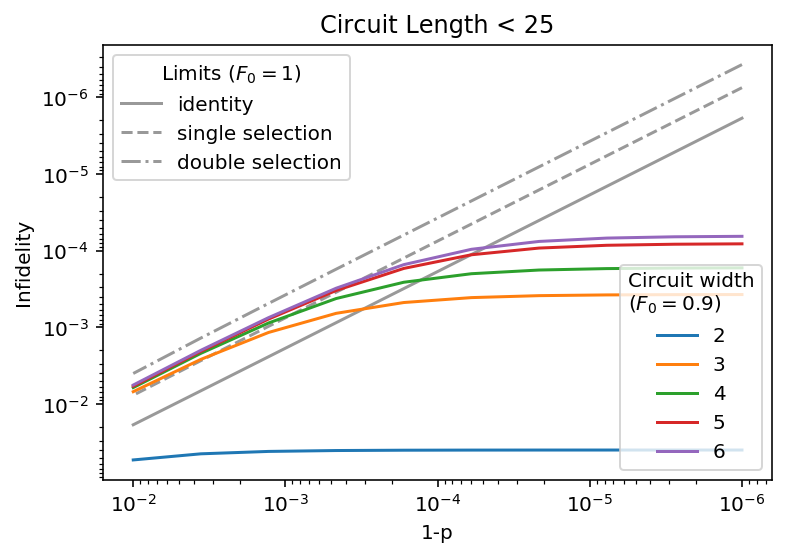 Circuit Length < 25
Limits (F₀ = 1)
identity
single selection
double selection
Infidelity
10⁻⁶
10⁻⁵
10⁻⁴
10⁻³
10⁻²
Circuit width
(F₀ = 0.9)
2
3
4
5
6
10⁻² 10⁻³ 10⁻⁴ 10⁻⁵ 10⁻⁶
1-p